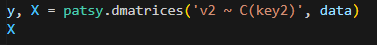 y, X = patsy.dmatrices('v2 ~ C(key2)', data)
X